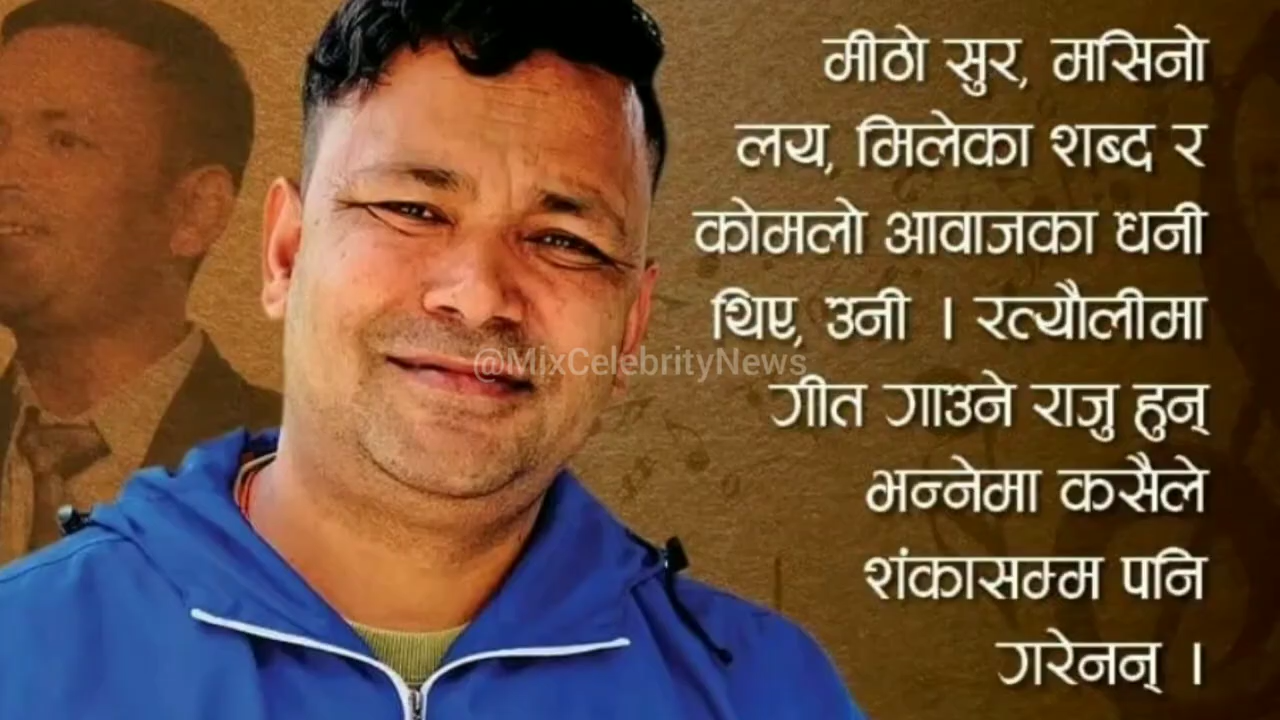 मीठो सुर, मसिनो
लय, मिलेका शब्द र
कोमलो आवाजका धनी
थिए, उनी । रत्यौलीमा
@MixCelebrityNews
गीत गाउने राजु हुन्
भन्नेमा कसैले
शंकासम्म पनि
गरेनन् ।